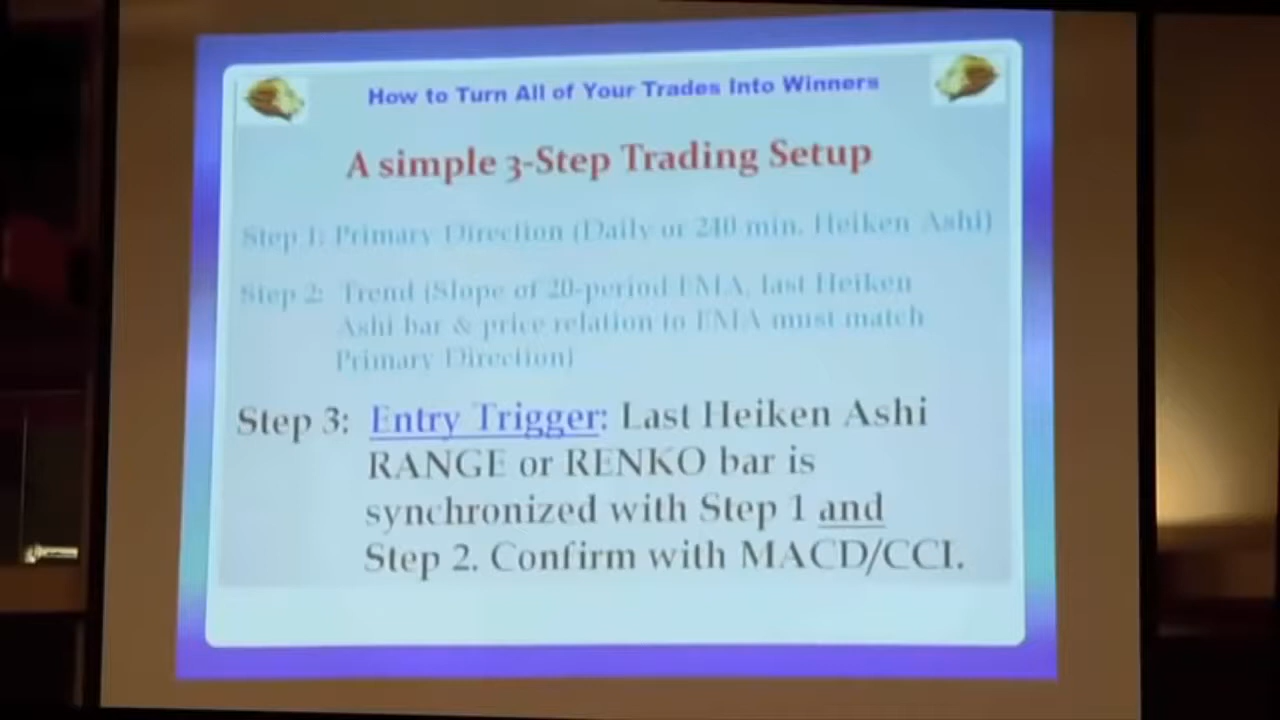 How to Turn All of Your Trades Into Winners
A simple 3-Step Trading Setup
Step 1: Primary Direction (Daily or 240 min. Heiken Ashi)
Step 2: Trend (Slope of 20-period EMA, last Heiken
Ashi bar & price relation to EMA must match
Primary Direction)
Step 3: Entry Trigger: Last Heiken Ashi
RANGE or RENKO bar is
synchronized with Step 1 and
Step 2. Confirm with MACD/CCI.